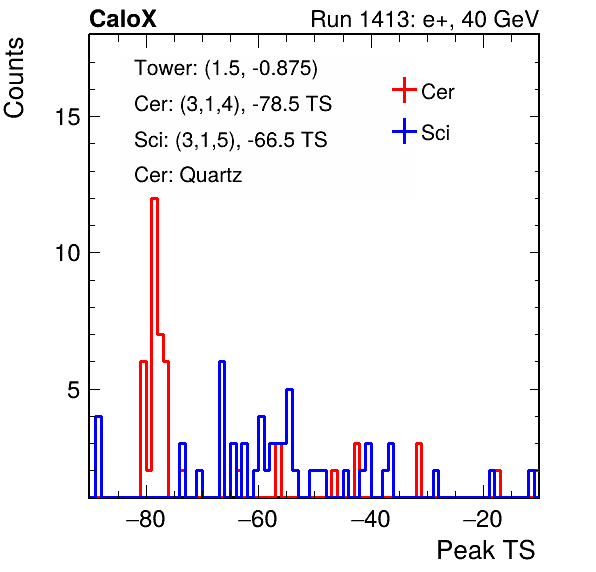 CaloX Run 1413: e+, 40 GeV
Counts
Tower: (1.5, -0.875)
Cer: (3,1,4), -78.5 TS
Sci: (3,1,5), -66.5 TS
Cer: Quartz
Cer
Sci
15
10
5
−80 −60 −40 −20
Peak TS